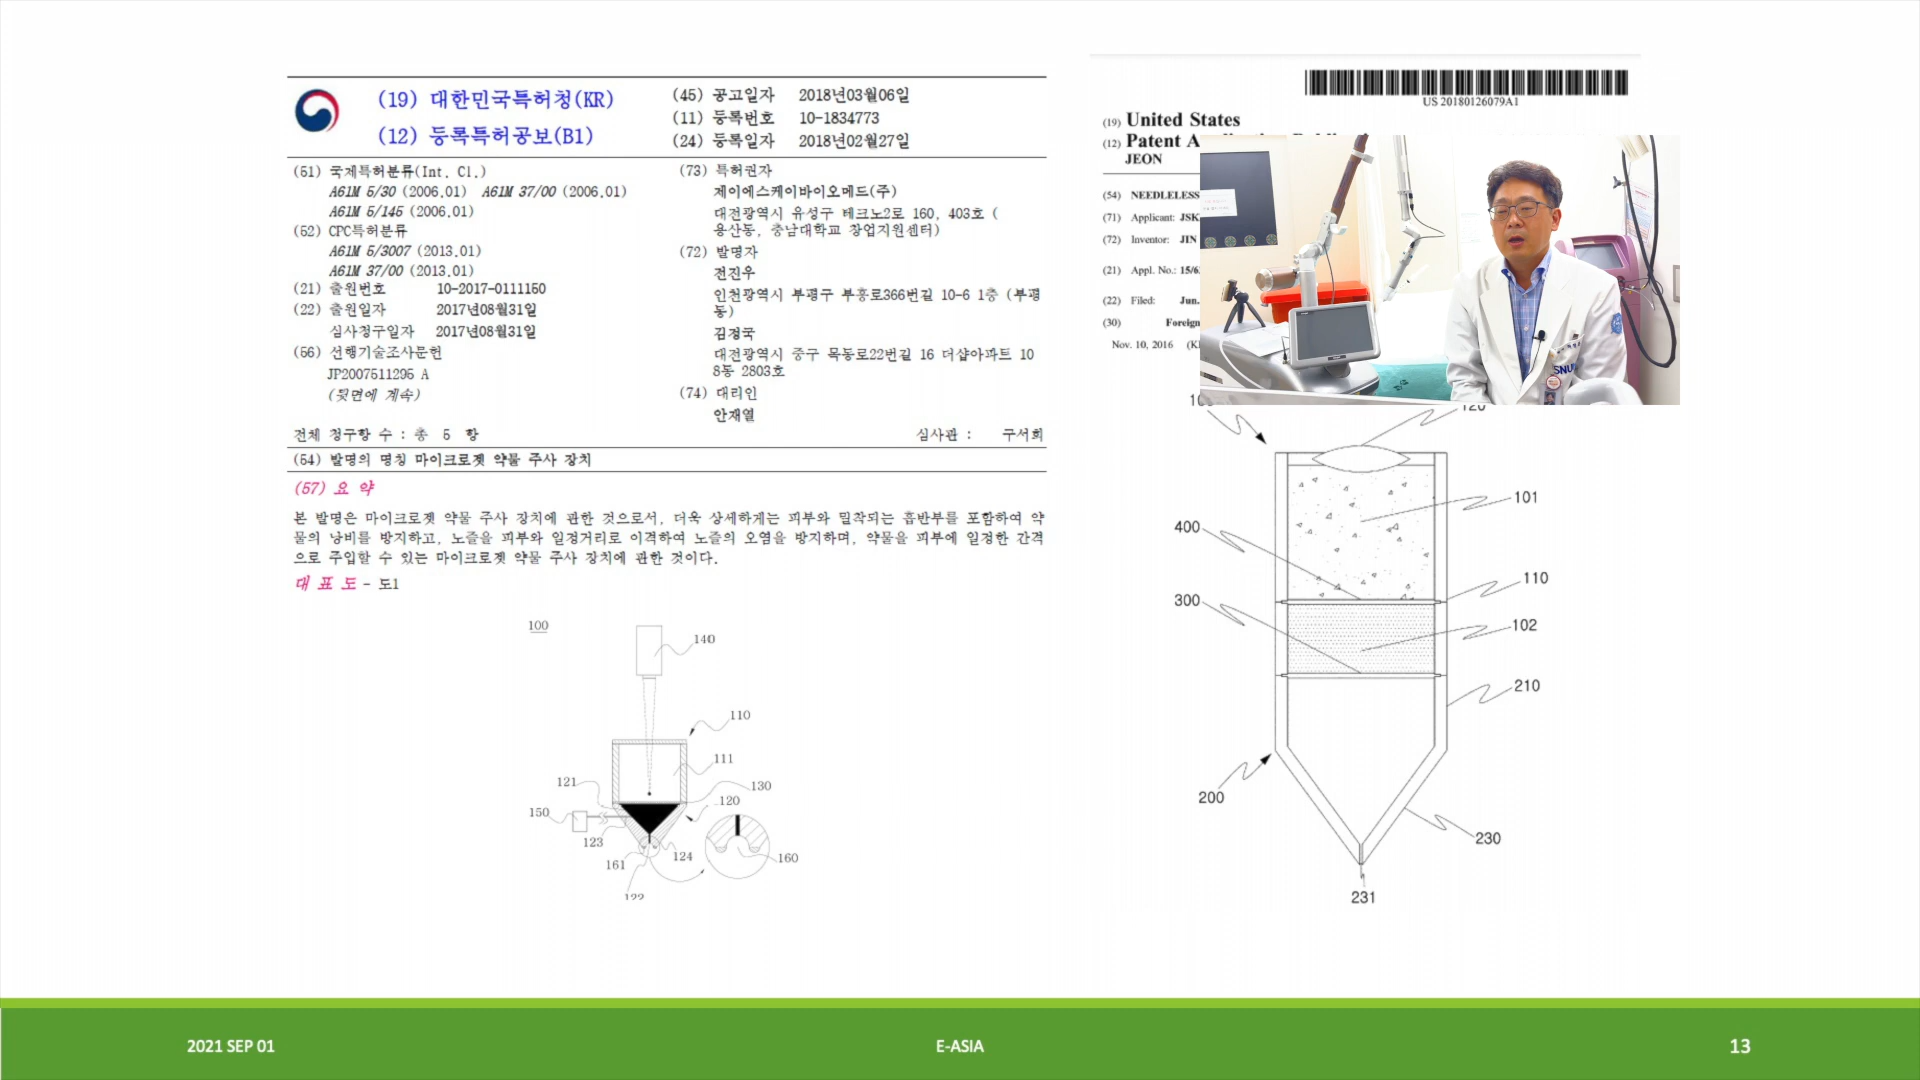 (19) 대한민국특허청(KR)
(12) 등록특허공보(B1)
(45) 공고일자 2018년03월06일
(11) 등록번호 10-1834773
(24) 등록일자 2018년02월27일
(51) 국제특허분류(Int. Cl.)
A61M 5/30 (2006.01) A61M 37/00 (2006.01)
A61M 5/145 (2006.01)
(52) CPC특허분류
A61M 5/3007 (2013.01)
A61M 37/00 (2013.01)
(21) 출원번호 10-2017-0111150
(22) 출원일자 2017년08월31일
심사청구일자 2017년08월31일
(56) 선행기술조사문헌
JP2007511295 A
(뒷면에 계속)
(73) 특허권자
제이에스케이바이오메드(주)
대전광역시 유성구 테크노2로 160, 403호 (
용산동, 충남대학교 창업지원센터)
(72) 발명자
전진우
인천광역시 부평구 부흥로366번길 10-6 1층 (부평
동)
김정국
대전광역시 중구 목동로22번길 16 더샵아파트 10
8동 2803호
(74) 대리인
안재열
전체 청구항 수 : 총 5 항
심사관 : 구서희
(54) 발명의 명칭 마이크로젯 약물 주사 장치
(57) 요 약
본 발명은 마이크로젯 약물 주사 장치에 관한 것으로서, 더욱 상세하게는 피부와 밀착되는 흡반부를 포함하여 약
물의 낭비를 방지하고, 노즐을 피부와 일정거리로 이격하여 노즐의 오염을 방지하며, 약물을 피부에 일정한 간격
으로 주입할 수 있는 마이크로젯 약물 주사 장치에 관한 것이다.
대 표 도 - 도1
100
140
110
111
121
130
120
150
123
124
161
160
122
US 20180126079A1
(19) United States
(12) Patent A
JEON
(54) NEEDLELESS
(71) Applicant: JSK
(72) Inventor: JIN
(21) Appl. No.: 15/6
(22) Filed: Jun.
(30) Foreign
Nov. 10, 2016 (K
SNU
120
101
400
110
300
102
210
200
230
231
2021 SEP 01
E-ASIA
13